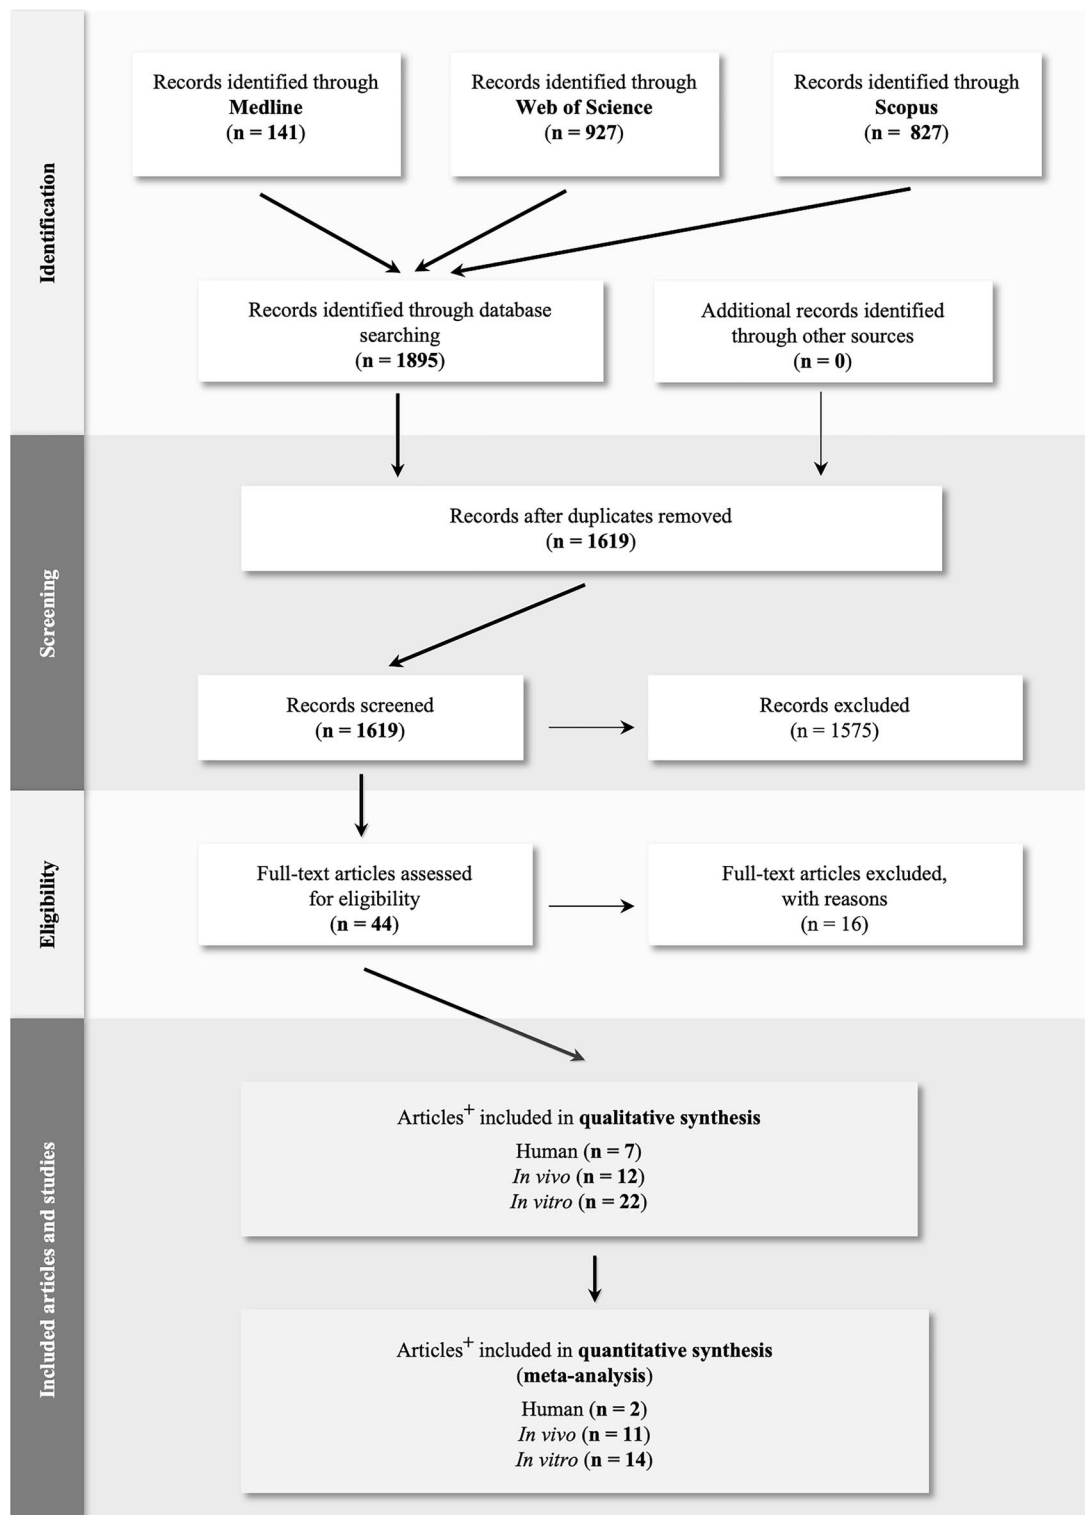 Identification
Records identified through
Medline
(n = 141)
Records identified through
Web of Science
(n = 927)
Records identified through
Scopus
(n =  827)
Records identified through database
searching
(n = 1895)
Additional records identified
through other sources
(n = 0)
Screening
Records after duplicates removed
(n = 1619)
Records screened
(n = 1619)
Records excluded
(n = 1575)
Eligibility
Full-text articles assessed
for eligibility
(n = 44)
Full-text articles excluded,
with reasons
(n = 16)
Included articles and studies
Articles+ included in qualitative synthesis
Human (n = 7)
In vivo (n = 12)
In vitro (n = 22)
Articles+ included in quantitative synthesis
(meta-analysis)
Human (n = 2)
In vivo (n = 11)
In vitro (n = 14)